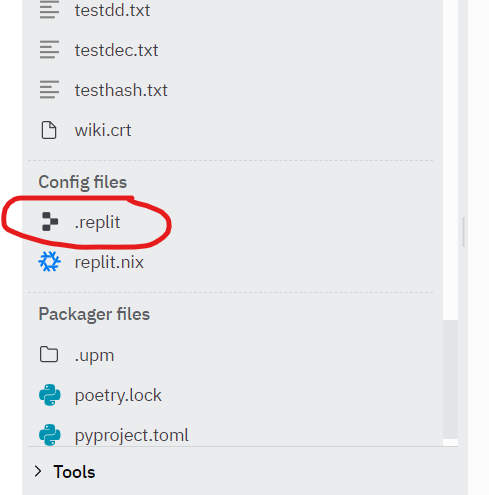 testdd.txt
testdec.txt
testhash.txt
wiki.crt
Config files
.replit
replit.nix
Packager files
.upm
poetry.lock
pyproject.toml
Tools